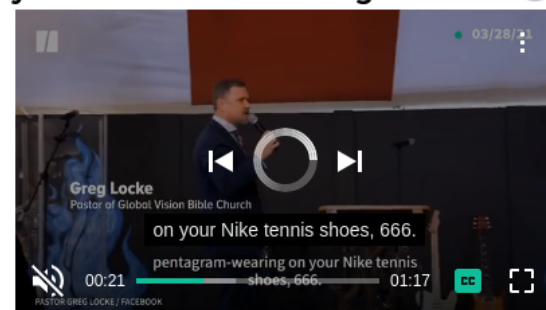 03/28/21
Greg Locke
Pastor of Global Vision Bible Church
on your Nike tennis shoes, 666.
pentagram-wearing on your Nike tennis
shoes, 666.
00:21
01:17
CC
PASTOR GREG LOCKE / FACEBOOK